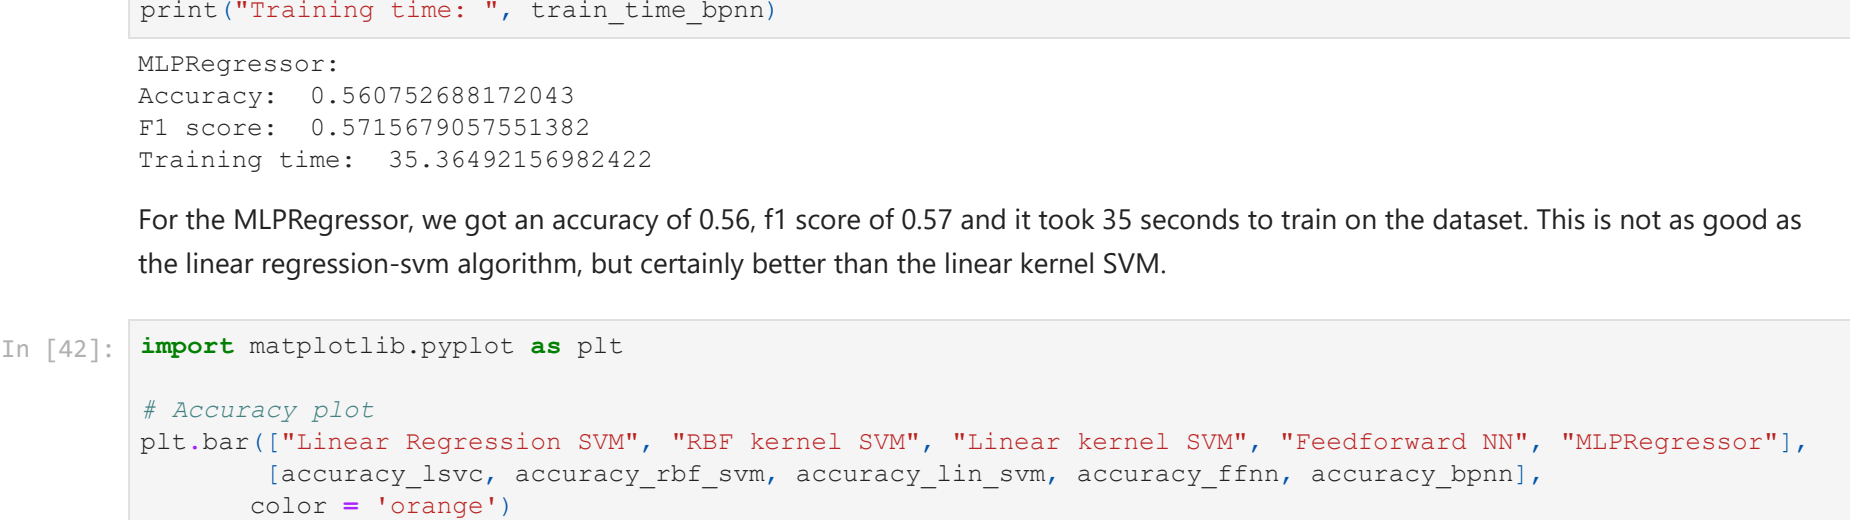 print("Training time: ", train_time_bpnn)
MLPRegressor:
Accuracy:  0.560752688172043
F1 score:  0.5715679057551382
Training time:  35.36492156982422
For the MLPRegressor, we got an accuracy of 0.56, f1 score of 0.57 and it took 35 seconds to train on the dataset. This is not as good as
the linear regression-svm algorithm, but certainly better than the linear kernel SVM.
In [42]: import matplotlib.pyplot as plt
# Accuracy plot
plt.bar(["Linear Regression SVM", "RBF kernel SVM", "Linear kernel SVM", "Feedforward NN", "MLPRegressor"],
[accuracy_lsvc, accuracy_rbf_svm, accuracy_lin_svm, accuracy_ffnn, accuracy_bpnn],
color = 'orange')